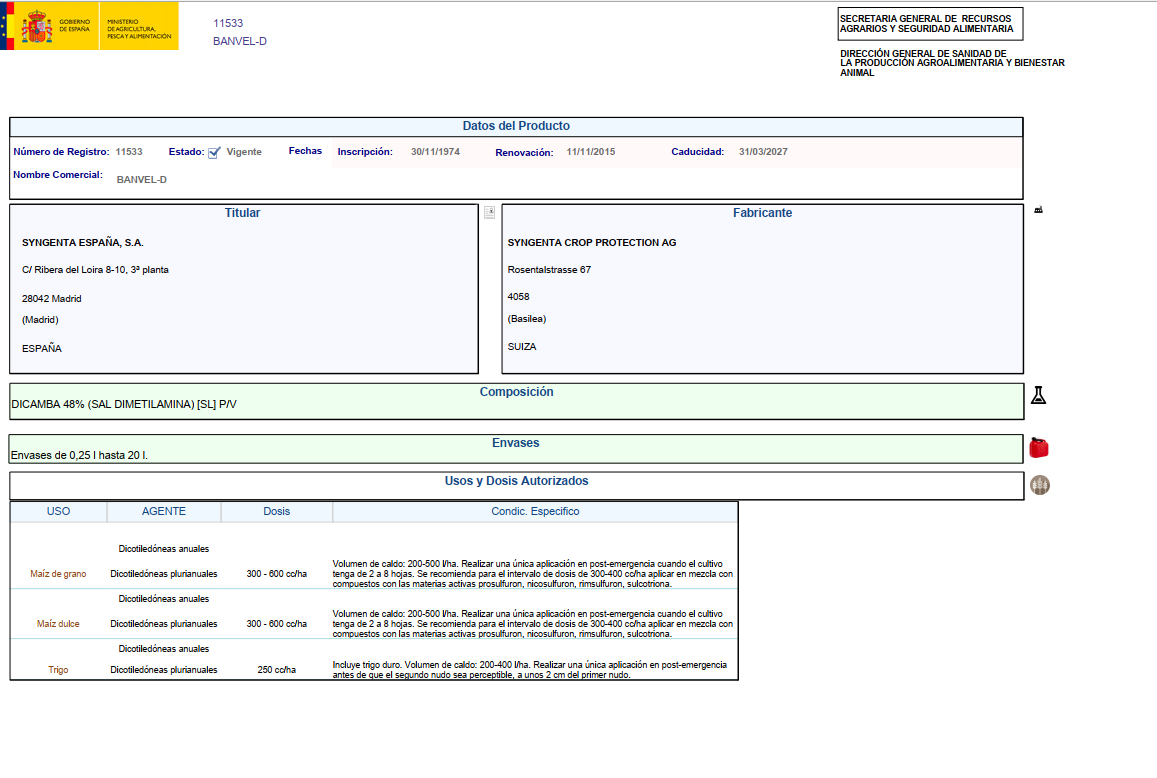 GOBIERNO
DE ESPAÑA
MINISTERIO
DE AGRICULTURA,
PESCA Y ALIMENTACIÓN
11533
BANVEL-D
SECRETARIA GENERAL DE RECURSOS
AGRARIOS Y SEGURIDAD ALIMENTARIA
DIRECCIÓN GENERAL DE SANIDAD DE
LA PRODUCCIÓN AGROALIMENTARIA Y BIENESTAR
ANIMAL
Datos del Producto
Número de Registro: 11533 Estado: Vigente Fechas Inscripción: 30/11/1974 Renovación: 11/11/2015 Caducidad: 31/03/2027
Nombre Comercial: BANVEL-D
Titular
SYNGENTA ESPAÑA, S.A.
C/ Ribera del Loira 8-10, 3ª planta
28042 Madrid
(Madrid)
ESPAÑA
Fabricante
SYNGENTA CROP PROTECTION AG
Rosentalstrasse 67
4058
(Basilea)
SUIZA
Composición
DICAMBA 48% (SAL DIMETILAMINA) [SL] P/V
Envases
Envases de 0,25 l hasta 20 l.
Usos y Dosis Autorizados
USO AGENTE Dosis Condic. Especifico
Dicotiledóneas anuales
Maíz de grano Dicotiledóneas plurianuales 300 - 600 cc/ha
Volumen de caldo: 200-500 l/ha. Realizar una única aplicación en post-emergencia cuando el cultivo
tenga de 2 a 8 hojas. Se recomienda para el intervalo de dosis de 300-400 cc/ha aplicar en mezcla con
compuestos con las materias activas prosulfuron, nicosulfuron, rimsulfuron, sulcotriona.
Dicotiledóneas anuales
Maíz dulce Dicotiledóneas plurianuales 300 - 600 cc/ha
Volumen de caldo: 200-500 l/ha. Realizar una única aplicación en post-emergencia cuando el cultivo
tenga de 2 a 8 hojas. Se recomienda para el intervalo de dosis de 300-400 cc/ha aplicar en mezcla con
compuestos con las materias activas prosulfuron, nicosulfuron, rimsulfuron, sulcotriona.
Dicotiledóneas anuales
Trigo Dicotiledóneas plurianuales 250 cc/ha
Incluye trigo duro. Volumen de caldo: 200-400 l/ha. Realizar una única aplicación en post-emergencia
antes de que el segundo nudo sea perceptible, a unos 2 cm del primer nudo.